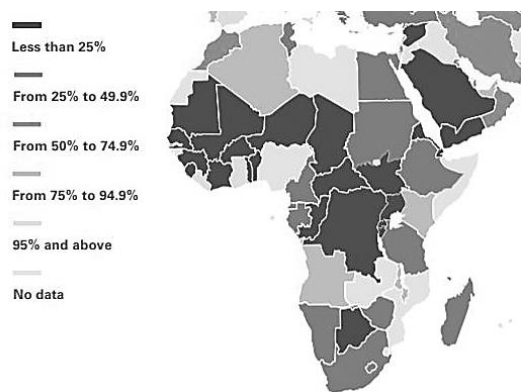 Less than 25%
From 25% to 49.9%
From 50% to 74.9%
From 75% to 94.9%
95% and above
No data